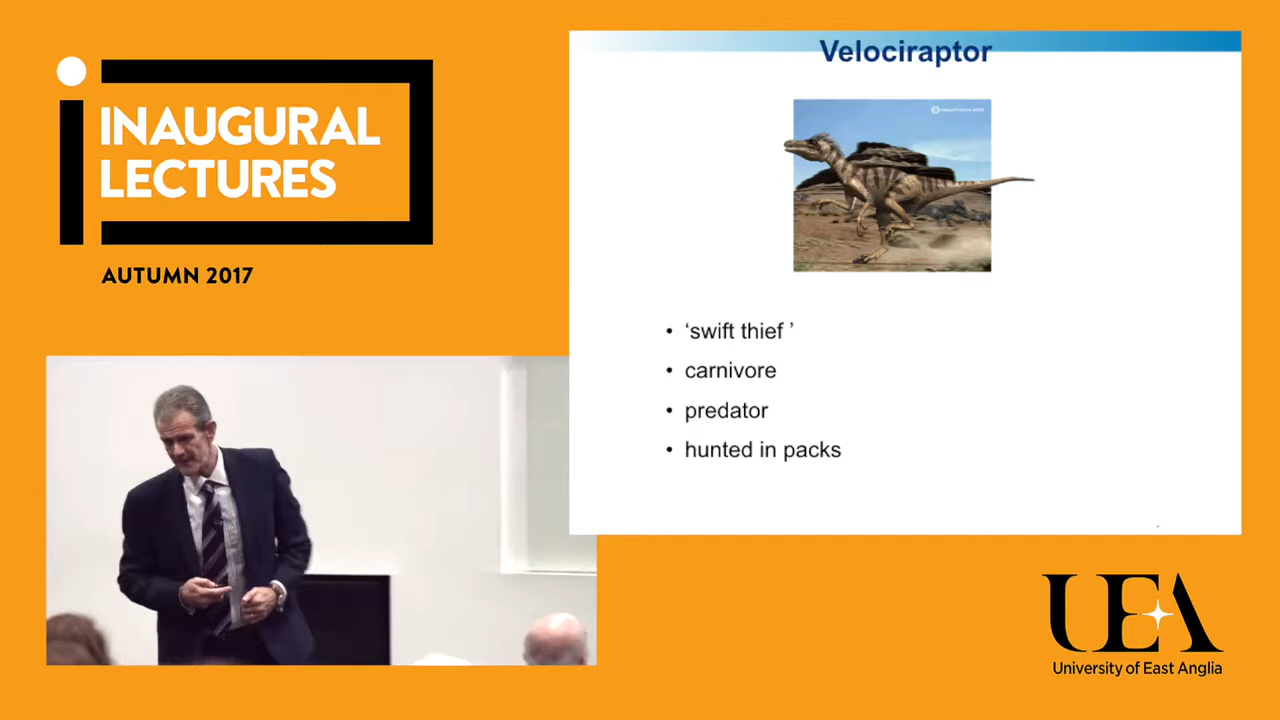 INAUGURAL
LECTURES
AUTUMN 2017
Velociraptor
• ‘swift thief ’
• carnivore
• predator
• hunted in packs
UEA
University of East Anglia